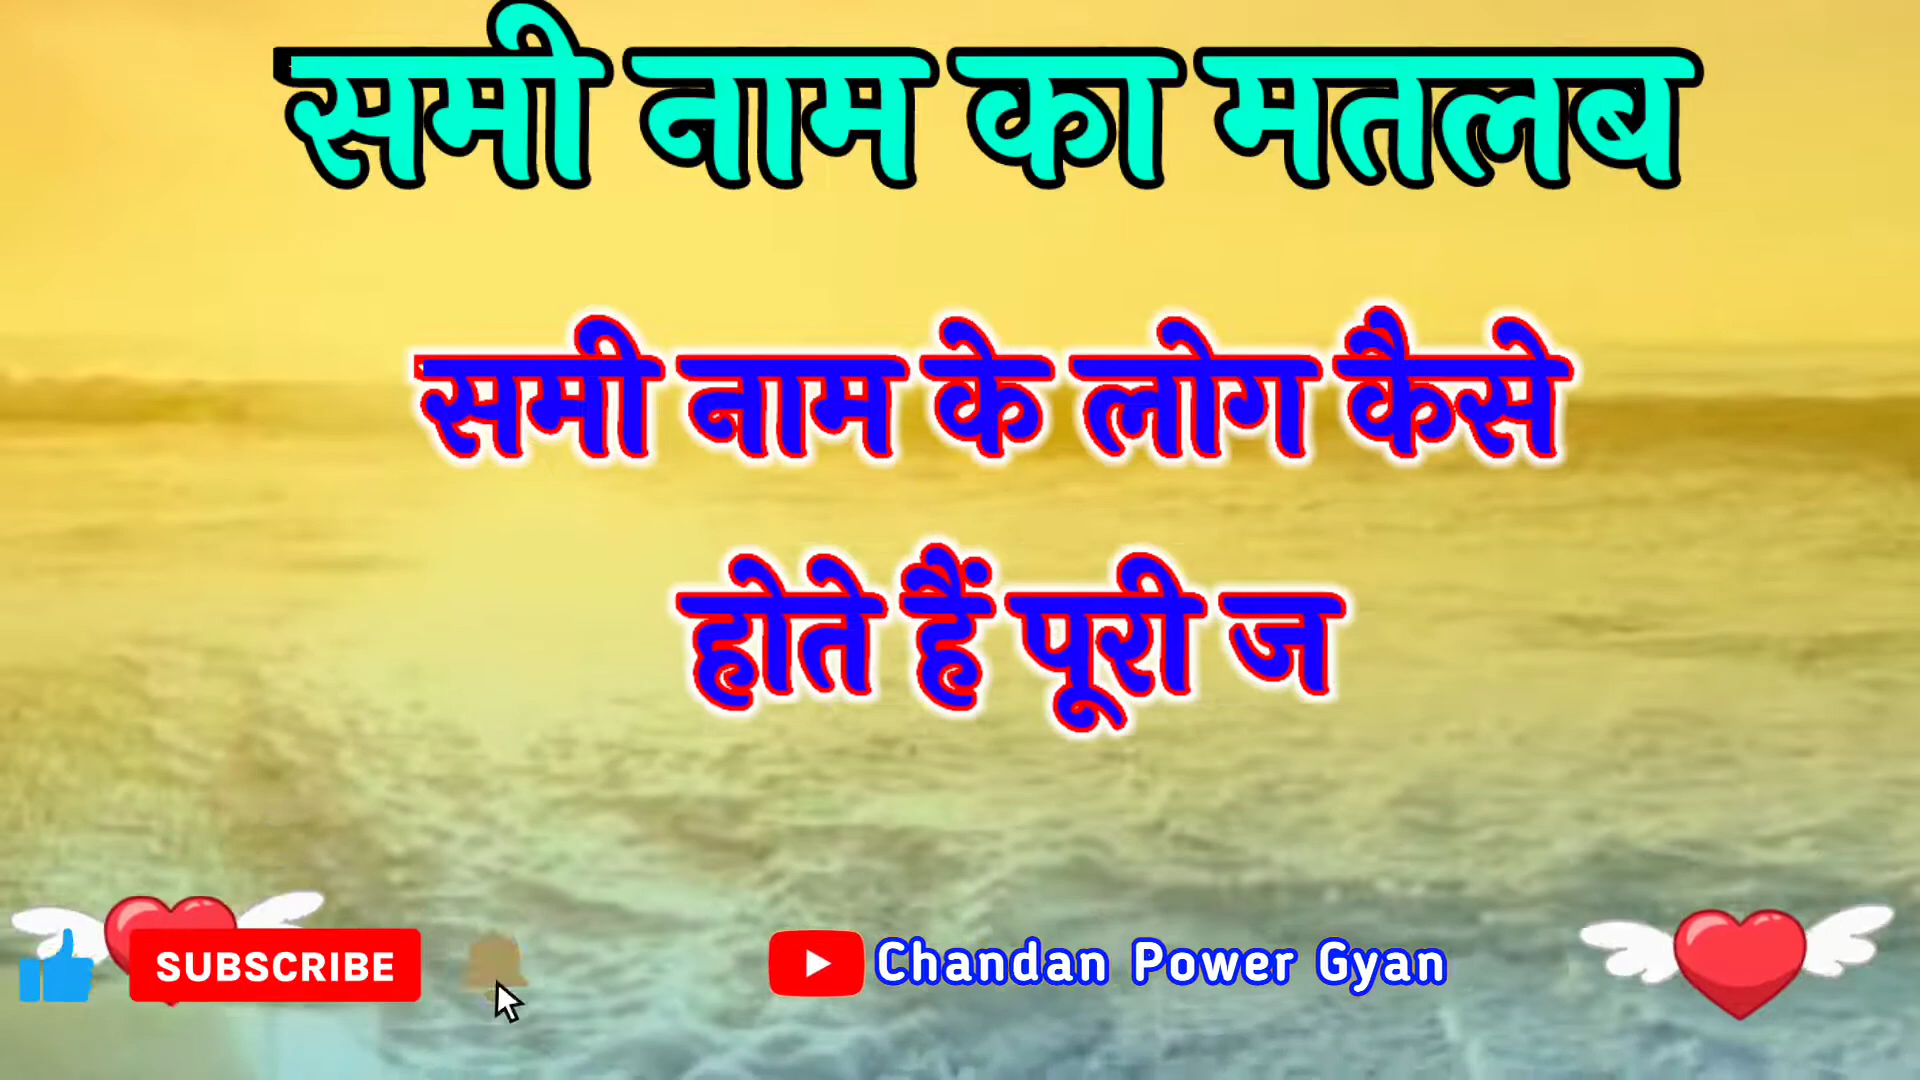 समी नाम का मतलब
समी नाम के लोग कैसे
होते हैं पूरी ज
SUBSCRIBE
Chandan Power Gyan